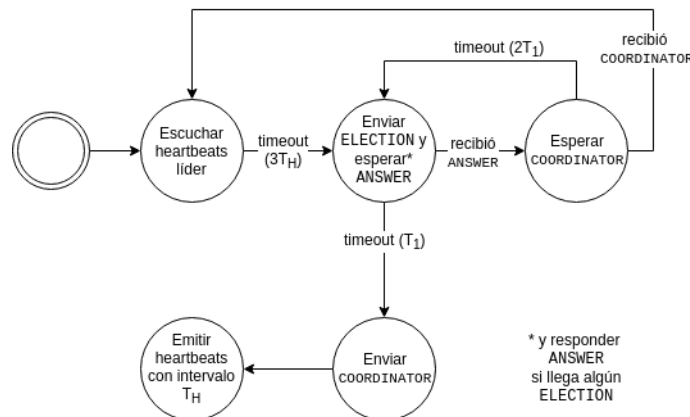 recibió
COORDINATOR
timeout (2T1)
Escuchar
heartbeats
líder
timeout
(3TH)
Enviar
ELECTION y
esperar*
ANSWER
recibió
ANSWER
Esperar
COORDINATOR
timeout (T1)
Emitir
heartbeats
con intervalo
TH
Enviar
COORDINATOR
* y responder
ANSWER
si llega algún
ELECTION